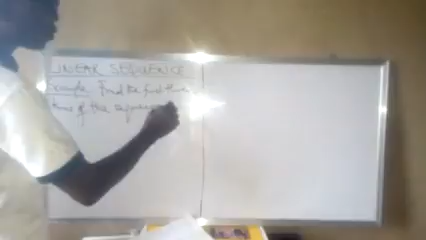 LINEAR SEQUENCE
Example: Find the first three
terms of the sequence